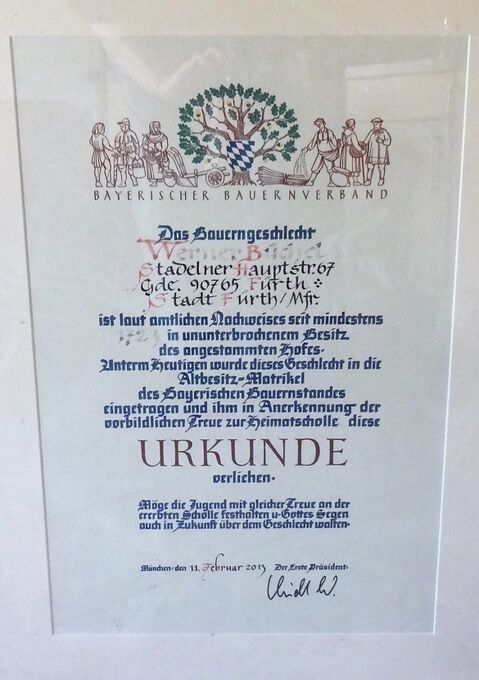 BAYERISCHER BAUERNVERBAND
Das Bauerngeschlecht
Werner
Stadelner Hauptstr. 67
Gde. 90765 Fürth
Stadt Fürth/Mfr.
ist laut amtlichen Nachweises seit mindestens
in ununterbrochenem Besitz
des angestammten Hofes.
Unterm Heutigen wurde dieses Geschlecht in die
Altbesitz-Matrikel
des Bayerischen Bauernstandes
eingetragen und ihm in Anerkennung der
vorbildlichen Treue zur Heimatscholle diese
URKUNDE
verlichen.
Möge die Jugend mit gleicher Treue an der
ererbten Scholle festhalten u. Gottes Segen
auch in Zukunft über dem Geschlecht walten.
München, den 11. Februar 2015 Der Erste Präsident: